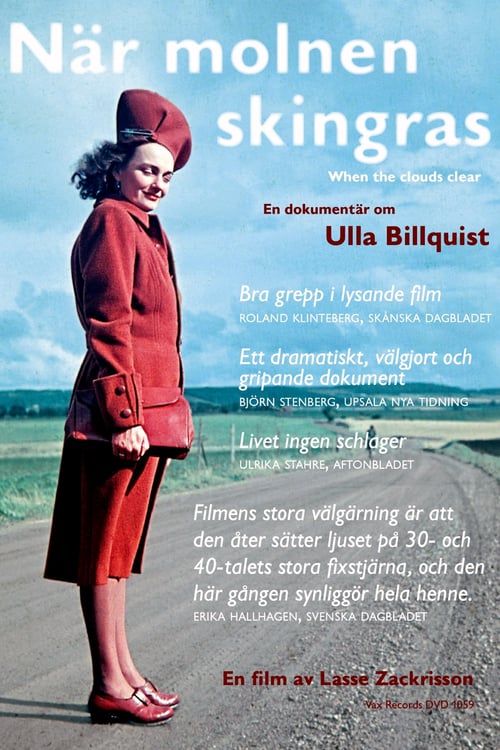 När molnen
skingras
When the clouds clear
En dokumentär om
Ulla Billquist
Bra grepp i lysande film
ROLAND KLINTEBERG, SKÅNSKA DAGBLADET
Ett dramatiskt, välgjort och
gripande dokument
BJÖRN STENBERG, UPSALA NYA TIDNING
Livet ingen schlager
ULRIKA STAHRE, AFTONBLADET
Filmens stora välgärning är att
den åter sätter ljuset på 30- och
40-talets stora fixstjärna, och den
här gången synliggör hela henne.
ERIKA HALLHAGEN, SVENSKA DAGBLADET
En film av Lasse Zackrisson
Vax Records DVD 1059